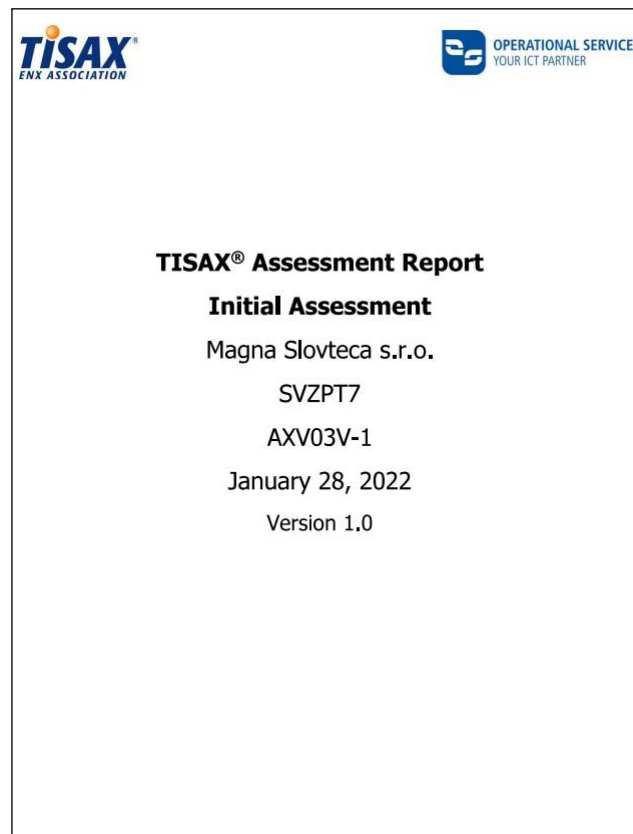 TISAX®
ENX ASSOCIATION
OPERATIONAL SERVICE
YOUR ICT PARTNER
TISAX® Assessment Report
Initial Assessment
Magna Slovteca s.r.o.
SVZPT7
AXV03V-1
January 28, 2022
Version 1.0